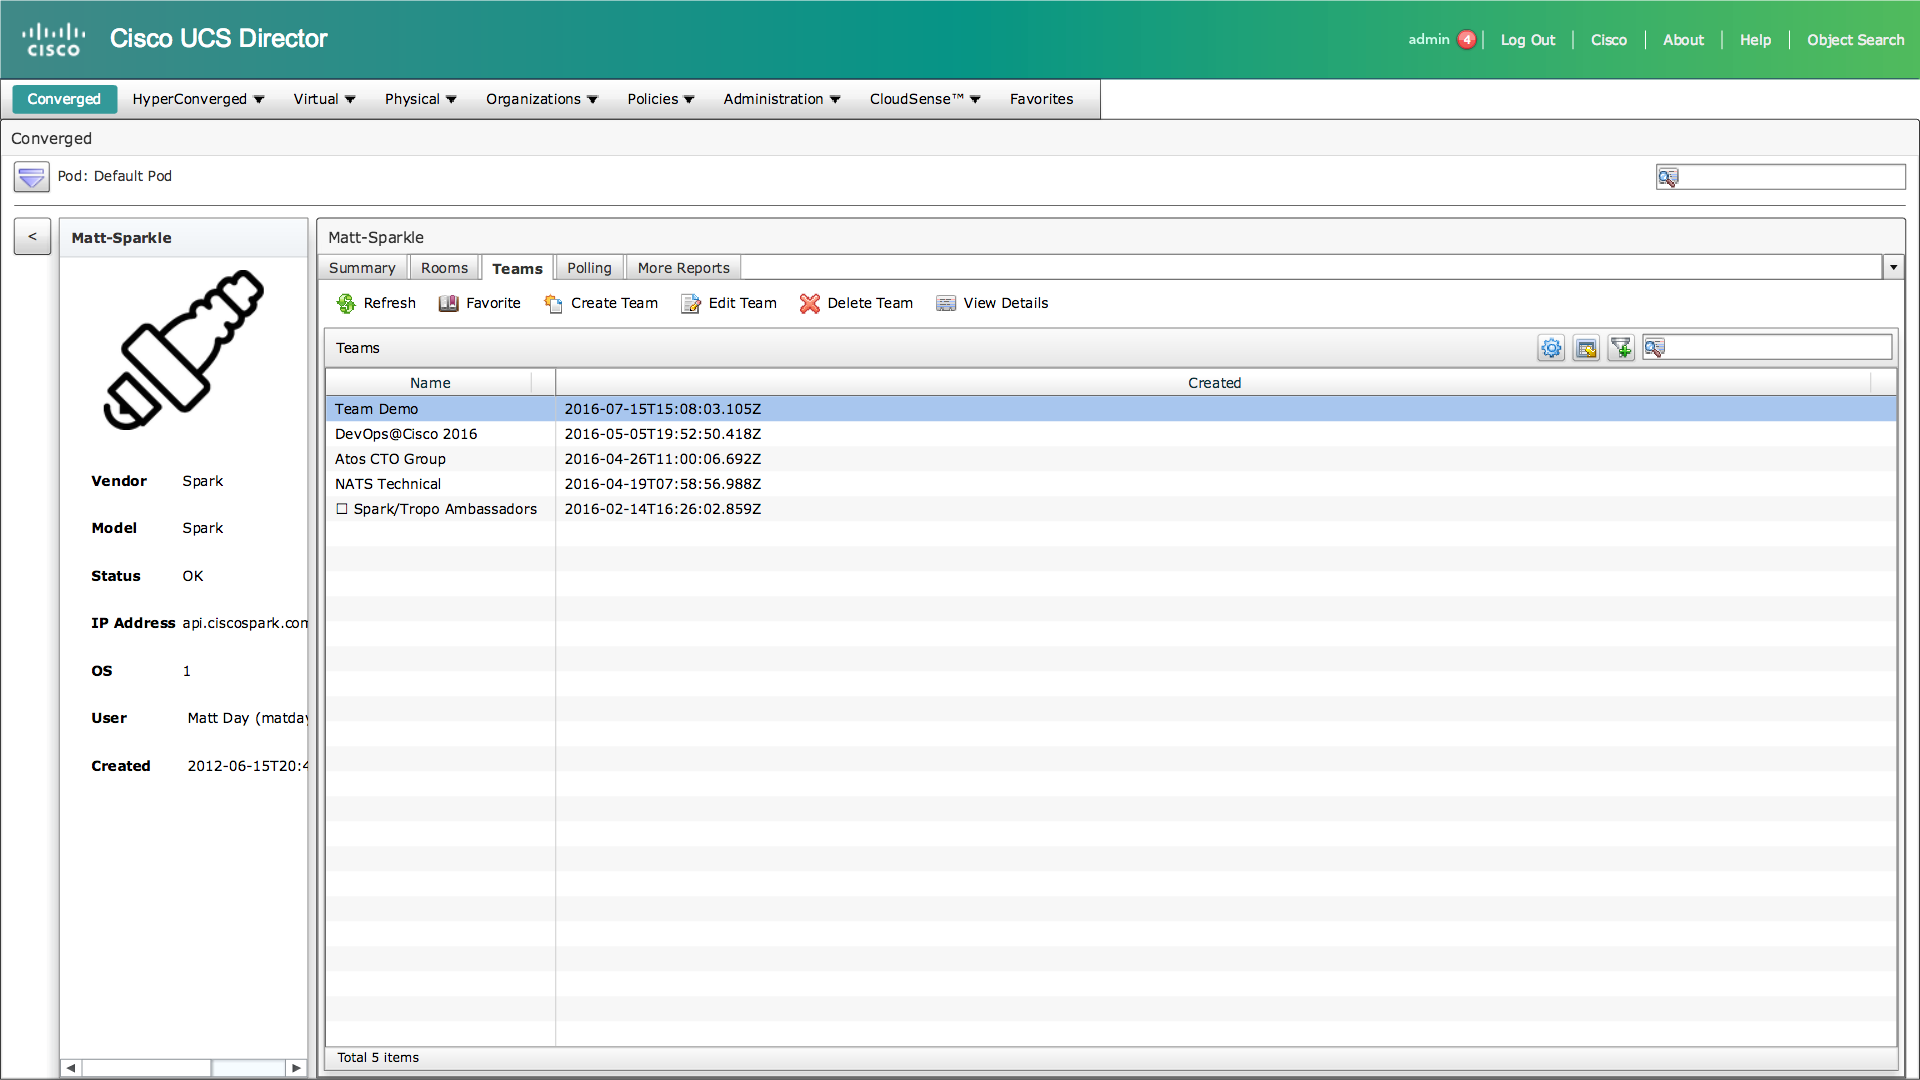 CISCO
Cisco UCS Director
admin 4 Log Out Cisco About Help Object Search
Converged HyperConverged Virtual Physical Organizations Policies Administration CloudSense™ Favorites
Converged
Pod: Default Pod
<
Matt-Sparkle
Vendor Spark
Model Spark
Status OK
IP Address api.ciscospark.com
OS 1
User Matt Day (matday
Created 2012-06-15T20:4
Matt-Sparkle
Summary Rooms Teams Polling More Reports
Refresh Favorite Create Team Edit Team Delete Team View Details
Teams
Name Created
Team Demo 2016-07-15T15:08:03.105Z
DevOps@Cisco 2016 2016-05-05T19:52:50.418Z
Atos CTO Group 2016-04-26T11:00:06.692Z
NATS Technical 2016-04-19T07:58:56.988Z
□ Spark/Tropo Ambassadors 2016-02-14T16:26:02.859Z
Total 5 items